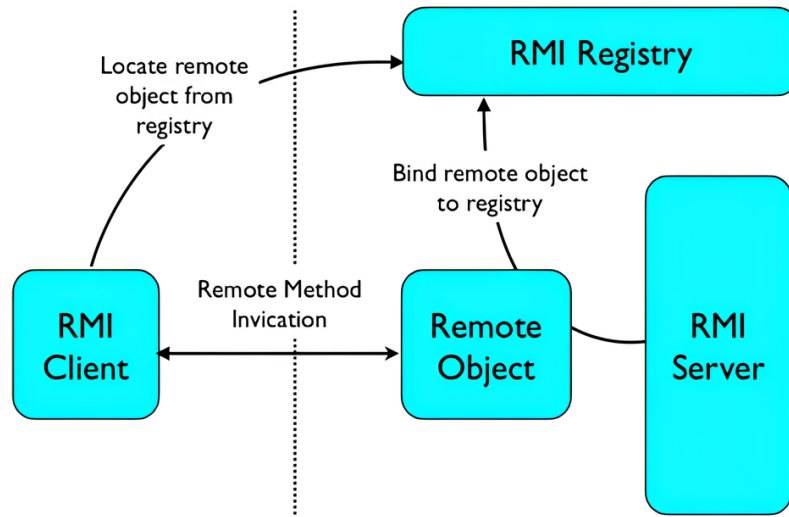 Locate remote
object from
registry
RMI Registry
Bind remote object
to registry
Remote Method
Invication
RMI
Client
Remote
Object
RMI
Server